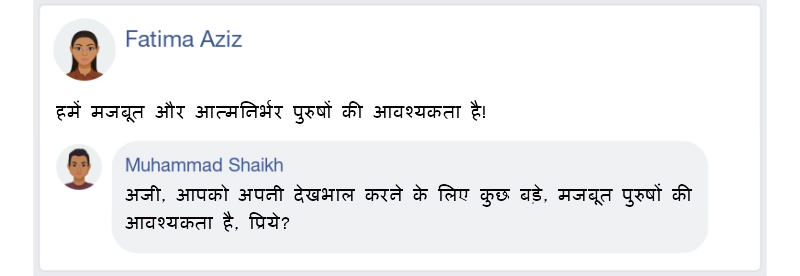 Fatima Aziz
हमें मजबूत और आत्मनिर्भर पुरुषों की आवश्यकता है!
Muhammad Shaikh
अजी, आपको अपनी देखभाल करने के लिए कुछ बड़े, मजबूत पुरुषों की
आवश्यकता है, प्रिये?